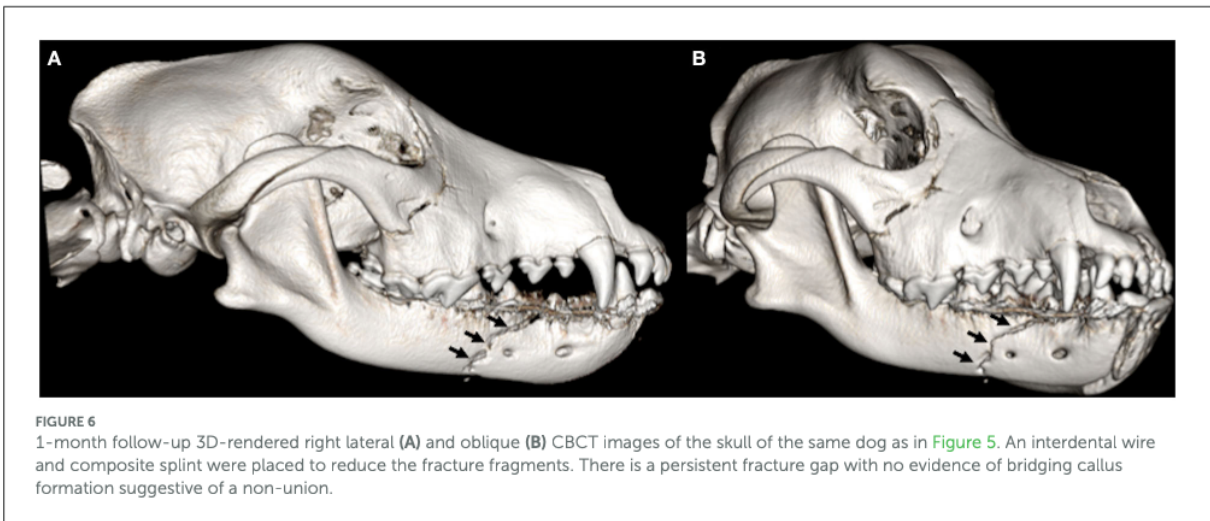 A
B
FIGURE 6
1-month follow-up 3D-rendered right lateral (A) and oblique (B) CBCT images of the skull of the same dog as in Figure 5. An interdental wire
and composite splint were placed to reduce the fracture fragments. There is a persistent fracture gap with no evidence of bridging callus
formation suggestive of a non-union.